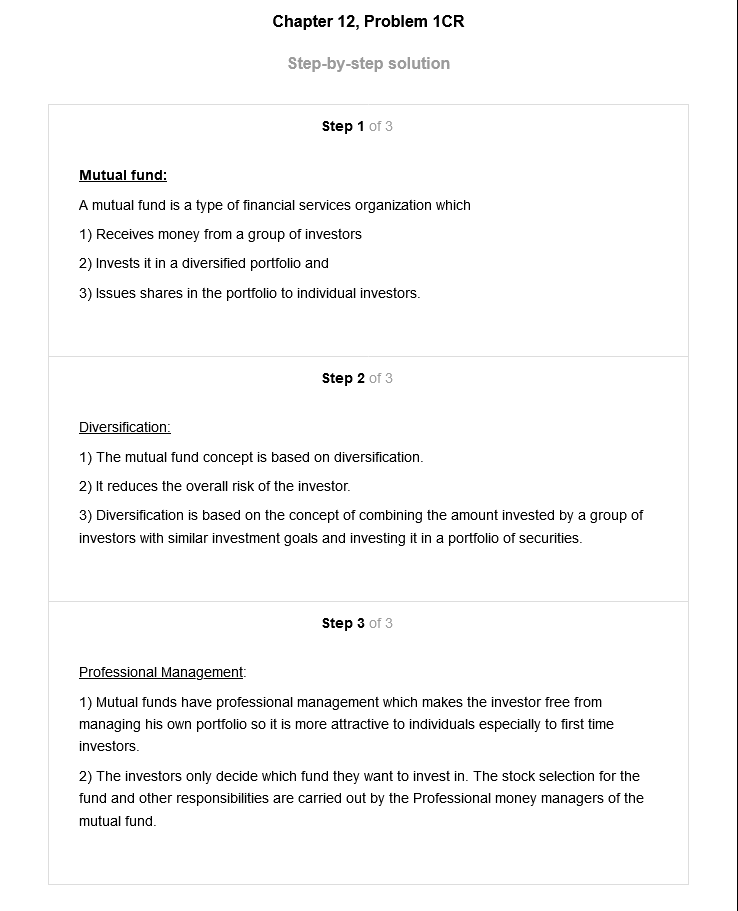 Chapter 12, Problem 1CR
Step-by-step solution
Step 1 of 3
Mutual fund:
A mutual fund is a type of financial services organization which
1) Receives money from a group of investors
2) Invests it in a diversified portfolio and
3) Issues shares in the portfolio to individual investors.
Step 2 of 3
Diversification:
1) The mutual fund concept is based on diversification.
2) It reduces the overall risk of the investor.
3) Diversification is based on the concept of combining the amount invested by a group of
investors with similar investment goals and investing it in a portfolio of securities.
Step 3 of 3
Professional Management:
1) Mutual funds have professional management which makes the investor free from
managing his own portfolio so it is more attractive to individuals especially to first time
investors.
2) The investors only decide which fund they want to invest in. The stock selection for the
fund and other responsibilities are carried out by the Professional money managers of the
mutual fund.